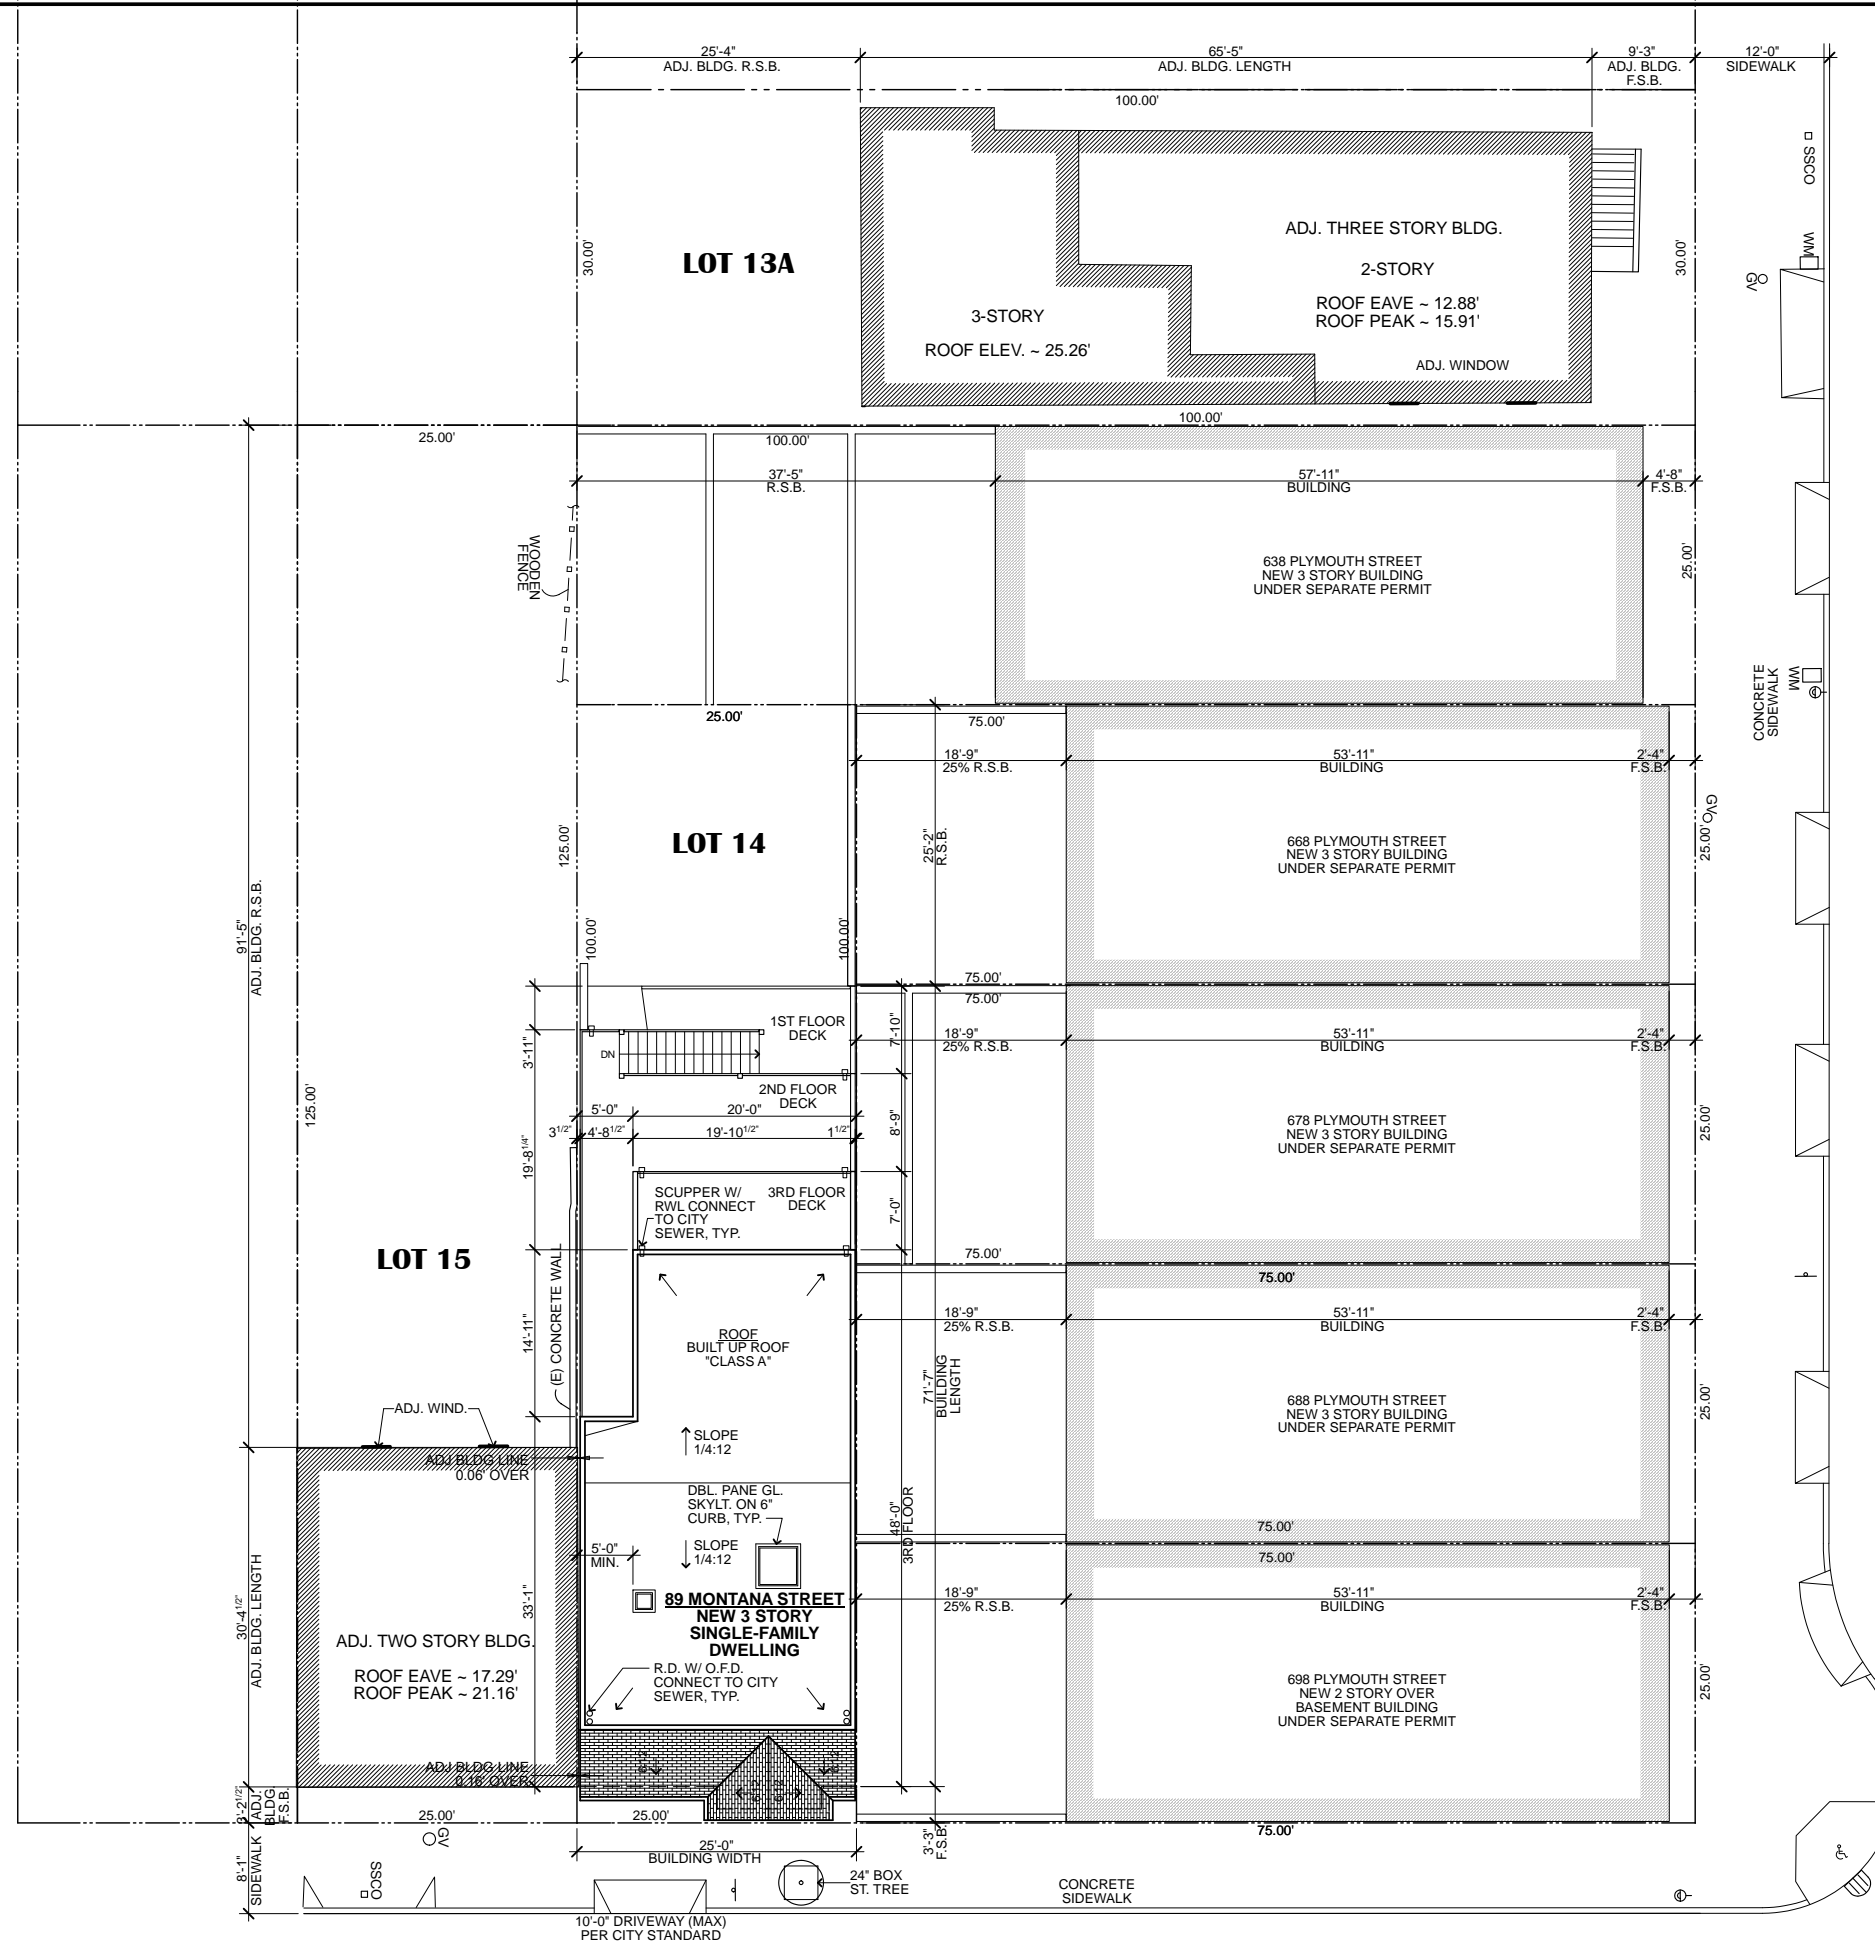 25'-4"
ADJ. BLDG. R.S.B.
65'-5"
ADJ. BLDG. LENGTH
9'-3"
ADJ. BLDG.
F.S.B.
12'-0"
SIDEWALK
100.00'
SSCO
WM
GV
30.00'
LOT 13A
30.00'
ADJ. THREE STORY BLDG.
2-STORY
ROOF EAVE ~ 12.88'
ROOF PEAK ~ 15.91'
3-STORY
ROOF ELEV. ~ 25.26'
ADJ. WINDOW
100.00'
25.00'
100.00'
37'-5"
R.S.B.
57'-11"
BUILDING
4'-8"
F.S.B.
WOODEN
FENCE
638 PLYMOUTH STREET
NEW 3 STORY BUILDING
UNDER SEPARATE PERMIT
25.00'
CONCRETE
SIDEWALK
WM
25.00'
75.00'
18'-9"
25% R.S.B.
53'-11"
BUILDING
2'-4"
F.S.B.
GV
25.00'
125.00'
LOT 14
25'-2"
R.S.B.
668 PLYMOUTH STREET
NEW 3 STORY BUILDING
UNDER SEPARATE PERMIT
91'-5"
ADJ. BLDG. R.S.B.
100.00'
100.00'
75.00'
75.00'
1ST FLOOR
DECK
7'-10"
3'-11"
DN
18'-9"
25% R.S.B.
53'-11"
BUILDING
2'-4"
F.S.B.
2ND FLOOR
DECK
125.00'
5'-0"
20'-0"
8'-9"
3 1/2"
4'-8 1/2"
19'-10 1/2"
1 1/2"
678 PLYMOUTH STREET
NEW 3 STORY BUILDING
UNDER SEPARATE PERMIT
25.00'
19'-8 1/4"
SCUPPER W/
RWL CONNECT
TO CITY
SEWER, TYP.
3RD FLOOR
DECK
7'-0"
LOT 15
75.00'
75.00'
(E) CONCRETE WALL
14'-11"
ROOF
BUILT UP ROOF
"CLASS A"
18'-9"
25% R.S.B.
53'-11"
BUILDING
2'-4"
F.S.B.
71'-7"
BUILDING
LENGTH
688 PLYMOUTH STREET
NEW 3 STORY BUILDING
UNDER SEPARATE PERMIT
25.00'
ADJ. WIND.
SLOPE
1/4:12
ADJ BLDG LINE
0.06' OVER
DBL. PANE GL.
SKYLT. ON 6"
CURB, TYP.
48'-0"
3RD FLOOR
75.00'
75.00'
5'-0"
MIN.
SLOPE
1/4:12
30'-4 1/2"
ADJ. BLDG. LENGTH
33'-1"
89 MONTANA STREET
NEW 3 STORY
SINGLE-FAMILY
DWELLING
18'-9"
25% R.S.B.
53'-11"
BUILDING
2'-4"
F.S.B.
ADJ. TWO STORY BLDG.
ROOF EAVE ~ 17.29'
ROOF PEAK ~ 21.16'
R.D. W/ O.F.D.
CONNECT TO CITY
SEWER, TYP.
698 PLYMOUTH STREET
NEW 2 STORY OVER
BASEMENT BUILDING
UNDER SEPARATE PERMIT
25.00'
ADJ BLDG LINE
0.16' OVER
6:12
6:12
6:12
6:12
3'-2 1/2"
ADJ.
BLDG.
F.S.B.
25.00'
25.00'
75.00'
GV
3'-3"
F.S.B.
25'-0"
BUILDING WIDTH
8'-1"
SIDEWALK
SSCO
24" BOX
ST. TREE
CONCRETE
SIDEWALK
10'-0" DRIVEWAY (MAX)
PER CITY STANDARD